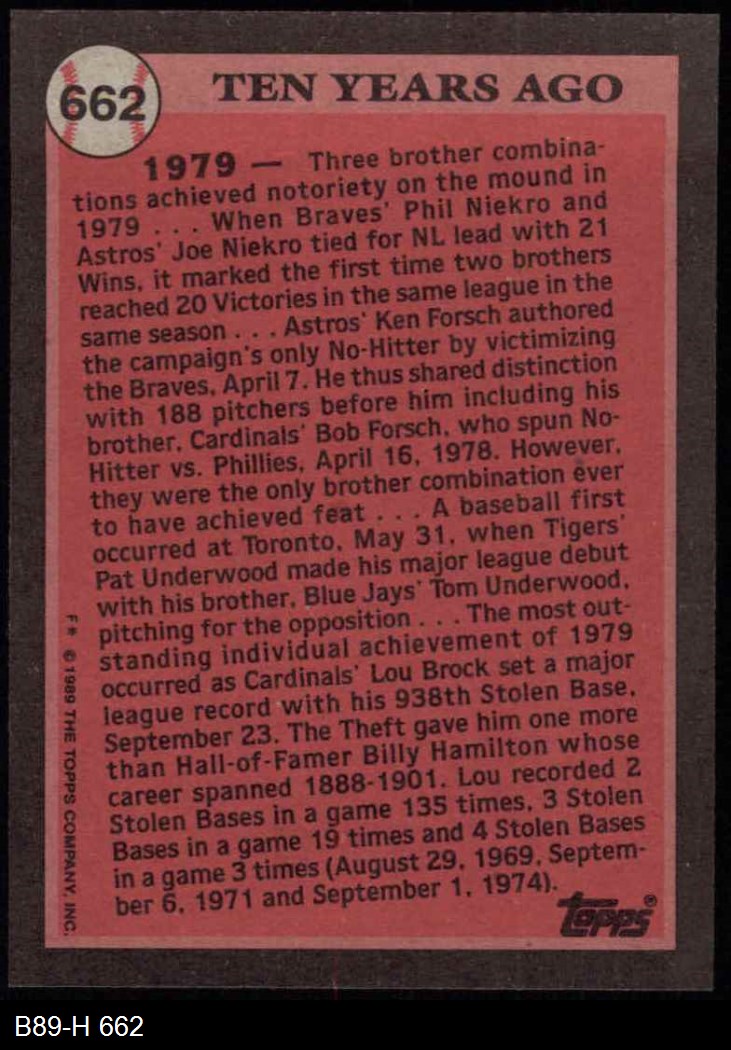 662
TEN YEARS AGO
1979 — Three brother combina-
tions achieved notoriety on the mound in
1979 . . . When Braves' Phil Niekro and
Astros' Joe Niekro tied for NL lead with 21
Wins, it marked the first time two brothers
reached 20 Victories in the same league in the
same season . . . Astros' Ken Forsch authored
the campaign's only No-Hitter by victimizing
the Braves, April 7. He thus shared distinction
with 188 pitchers before him including his
brother, Cardinals' Bob Forsch, who spun No-
Hitter vs. Phillies, April 16, 1978. However,
they were the only brother combination ever
to have achieved feat . . . A baseball first
occurred at Toronto, May 31, when Tigers'
Pat Underwood made his major league debut
with his brother, Blue Jays' Tom Underwood,
pitching for the opposition . . . The most out-
standing individual achievement of 1979
occurred as Cardinals' Lou Brock set a major
league record with his 938th Stolen Base,
September 23. The Theft gave him one more
than Hall-of-Famer Billy Hamilton whose
career spanned 1888-1901. Lou recorded 2
Stolen Bases in a game 135 times, 3 Stolen
Bases in a game 19 times and 4 Stolen Bases
in a game 3 times (August 29, 1969, Septem-
ber 6, 1971 and September 1, 1974).
topps®
F* © 1989 THE TOPPS COMPANY, INC.
B89-H 662